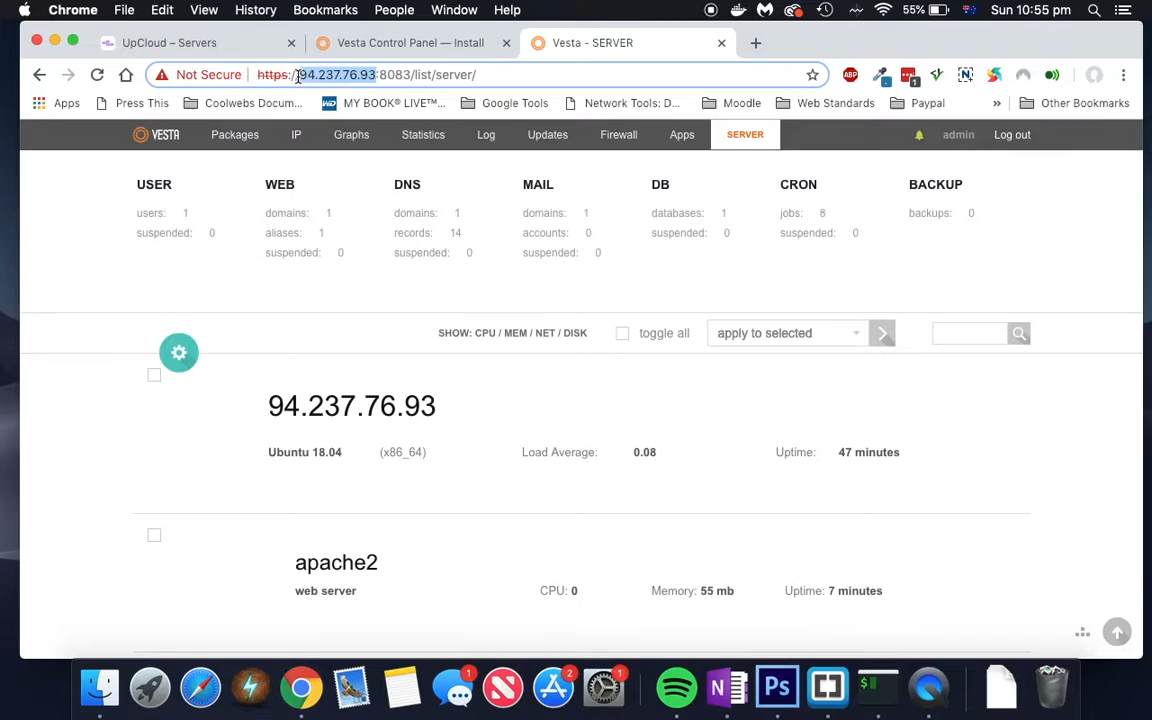 Chrome File Edit View History Bookmarks People Window Help 55% Sun 10:55 pm
UpCloud – Servers Vesta Control Panel — Install Vesta - SERVER
Not Secure https://94.237.76.93:8083/list/server/ ABP 1
Apps Press This Coolwebs Docum... WD MY BOOK® LIVE™... Google Tools Network Tools: D... Moodle Web Standards Paypal » Other Bookmarks
VESTA Packages IP Graphs Statistics Log Updates Firewall Apps SERVER admin Log out
USER WEB DNS MAIL DB CRON BACKUP
users: 1 domains: 1 domains: 1 domains: 1 databases: 1 jobs: 8 backups: 0
suspended: 0 aliases: 1 records: 14 accounts: 0 suspended: 0 suspended: 0
suspended: 0 suspended: 0 suspended: 0
SHOW: CPU / MEM / NET / DISK toggle all apply to selected
94.237.76.93
Ubuntu 18.04 (x86_64) Load Average: 0.08 Uptime: 47 minutes
apache2
web server CPU: 0 Memory: 55 mb Uptime: 7 minutes
1 2 1 N Ps $